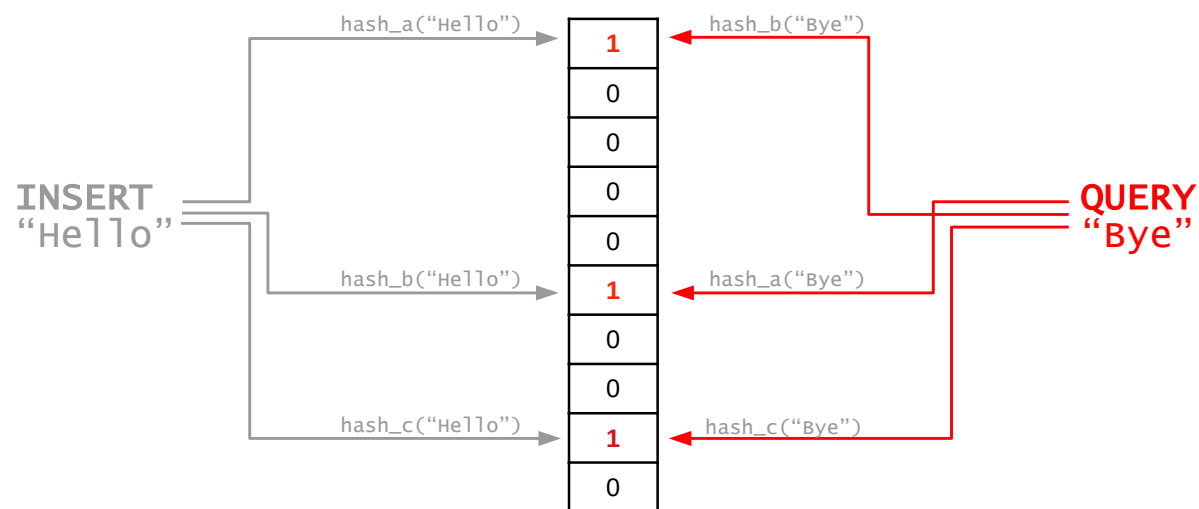 hash_a(“Hello”)
hash_b(“Bye”)
1
0
0
0
0
INSERT
“Hello”
QUERY
“Bye”
hash_b(“Hello”)
hash_a(“Bye”)
1
0
0
hash_c(“Hello”)
hash_c(“Bye”)
1
0